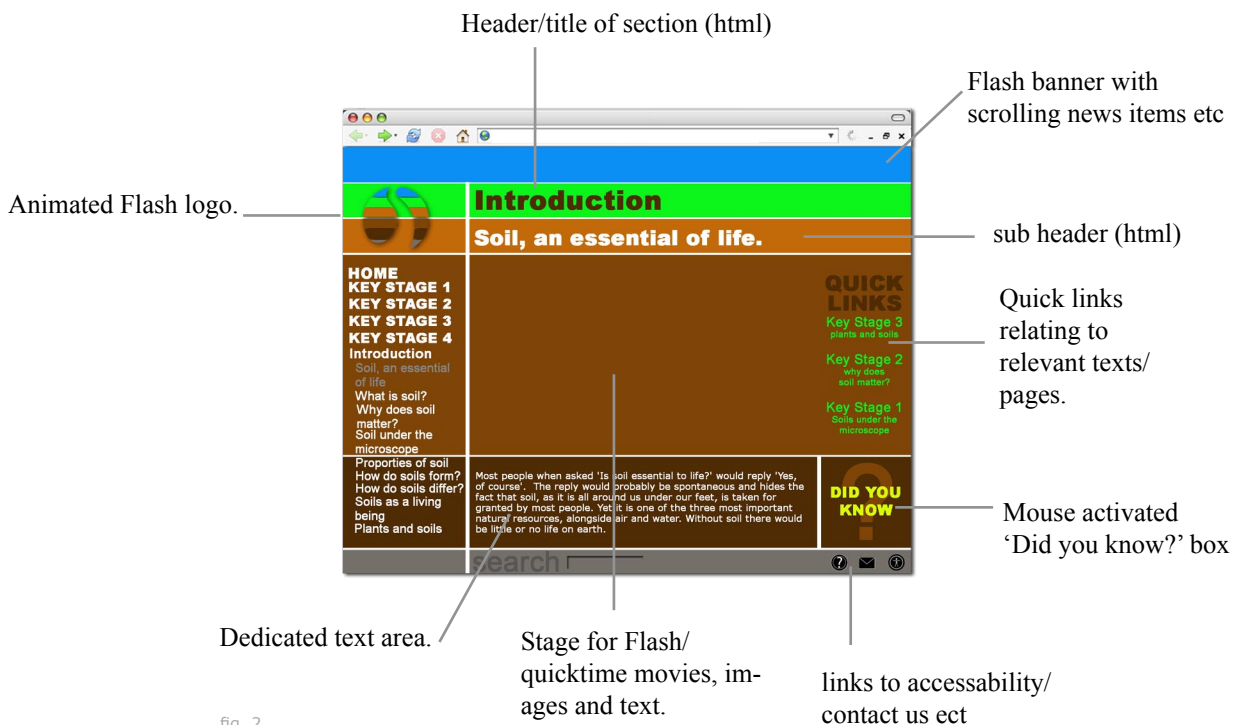 Header/title of section (html)
Flash banner with
scrolling news items etc
Animated Flash logo.
Introduction
Soil, an essential of life.
sub header (html)
HOME
KEY STAGE 1
KEY STAGE 2
KEY STAGE 3
KEY STAGE 4
Introduction
Soil, an essential
of life
What is soil?
Why does soil
matter?
Soil under the
microscope
Proporties of soil
How do soils form?
How do soils differ?
Soils as a living
being
Plants and soils
QUICK
LINKS
Key Stage 3
plants and soils
Key Stage 2
why does
soil matter?
Key Stage 1
Soils under the
microscope
Quick links
relating to
relevant texts/
pages.
Most people when asked 'Is soil essential to life?' would reply 'Yes,
of course'. The reply would probably be spontaneous and hides the
fact that soil, as it is all around us under our feet, is taken for
granted by most people. Yet it is one of the three most important
natural resources, alongside air and water. Without soil there would
be little or no life on earth.
?
DID YOU
KNOW
Mouse activated
‘Did you know?’ box
search
?
Dedicated text area.
Stage for Flash/
quicktime movies, im-
ages and text.
links to accessability/
contact us ect
fig. 2